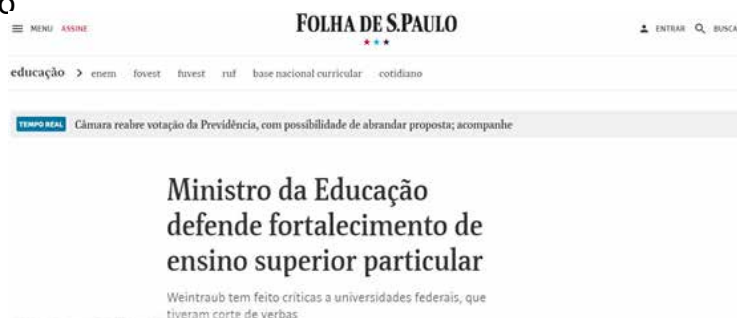 o
MENU ASSINE FOLHA DE S.PAULO ENTRAR BUSCA
educação > enem fovest fuvest ruf base nacional curricular cotidiano
TEMPO REAL Câmara reabre votação da Previdência, com possibilidade de abrandar proposta; acompanhe
Ministro da Educação
defende fortalecimento de
ensino superior particular
Weintraub tem feito críticas a universidades federais, que
tiveram corte de verbas